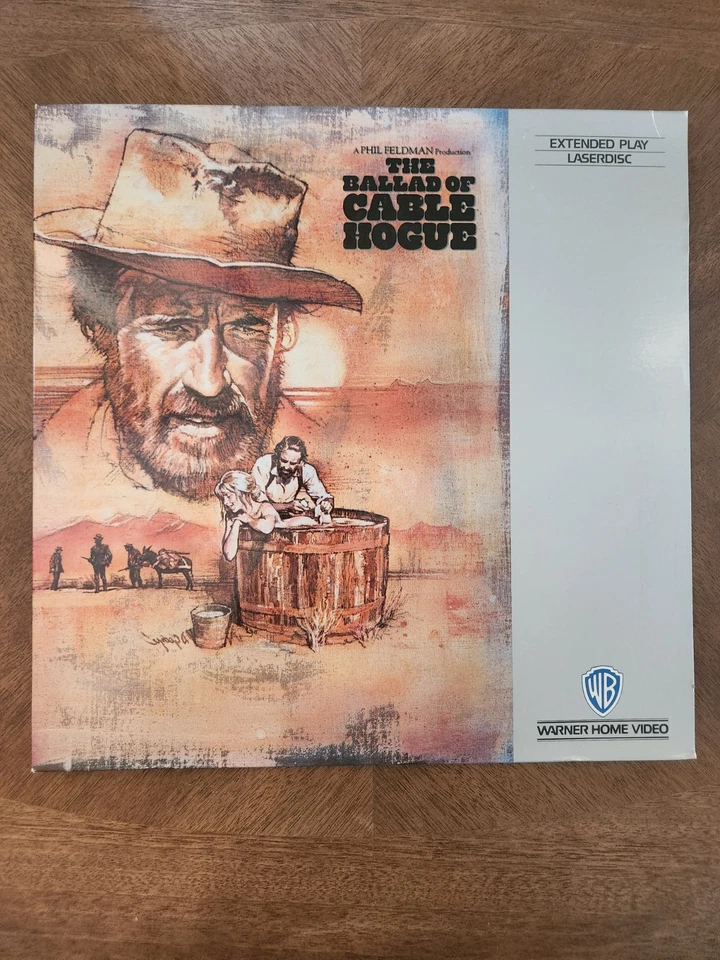 A PHIL FELDMAN Production
THE
BALLAD OF
CABLE
HOGUE
EXTENDED PLAY
LASERDISC
WB
WARNER HOME VIDEO